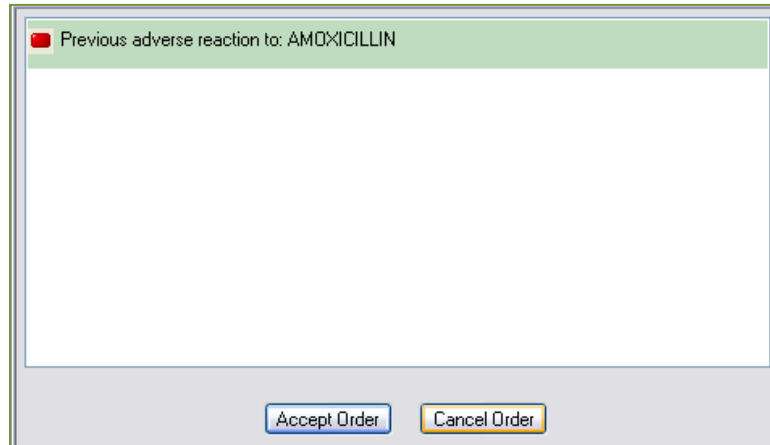 Previous adverse reaction to: AMOXICILLIN
Accept Order
Cancel Order